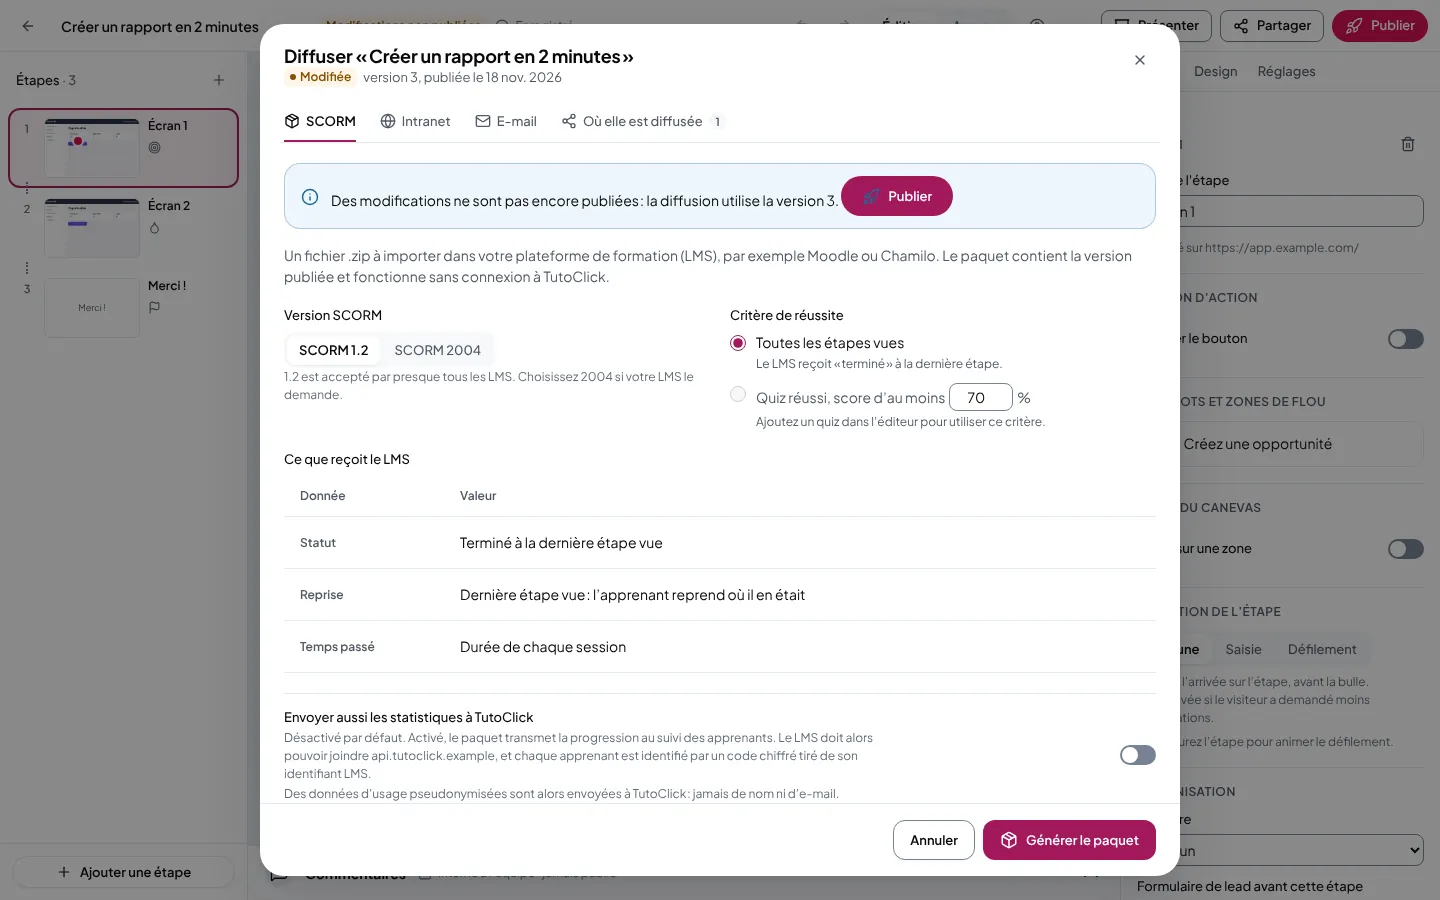 Créer un rapport en 2 minutes
Présenter
Partager
Publier
Étapes · 3
Design
Réglages
1
Écran 1
2
Écran 2
3
Merci !
Merci !
Ajouter une étape
Diffuser « Créer un rapport en 2 minutes »
Modifiée
version 3, publiée le 18 nov. 2026
SCORM
Intranet
E-mail
Où elle est diffusée 1
Des modifications ne sont pas encore publiées : la diffusion utilise la version 3.
Publier
Un fichier .zip à importer dans votre plateforme de formation (LMS), par exemple Moodle ou Chamilo. Le paquet contient la version
publiée et fonctionne sans connexion à TutoClick.
Version SCORM
SCORM 1.2
SCORM 2004
1.2 est accepté par presque tous les LMS. Choisissez 2004 si votre LMS le
demande.
Critère de réussite
Toutes les étapes vues
Le LMS reçoit « terminé » à la dernière étape.
Quiz réussi, score d’au moins 70 %
Ajoutez un quiz dans l’éditeur pour utiliser ce critère.
Ce que reçoit le LMS
Donnée
Valeur
Statut
Terminé à la dernière étape vue
Reprise
Dernière étape vue : l’apprenant reprend où il en était
Temps passé
Durée de chaque session
Envoyer aussi les statistiques à TutoClick
Désactivé par défaut. Activé, le paquet transmet la progression au suivi des apprenants. Le LMS doit alors
pouvoir joindre api.tutoclick.example, et chaque apprenant est identifié par un code chiffré tiré de son
identifiant LMS.
Des données d’usage pseudonymisées sont alors envoyées à TutoClick : jamais de nom ni d’e-mail.
Annuler
Générer le paquet
l’étape
sur https://app.example.com/
D’ACTION
le bouton
ET ZONES DE FLOU
Créez une opportunité
DU CANEVAS
sur une zone
DE L’ÉTAPE
Saisie
Défilement
l’arrivée sur l’étape, avant la bulle.
si le visiteur a demandé moins
l’étape pour animer le défilement.
Formulaire de lead avant cette étape